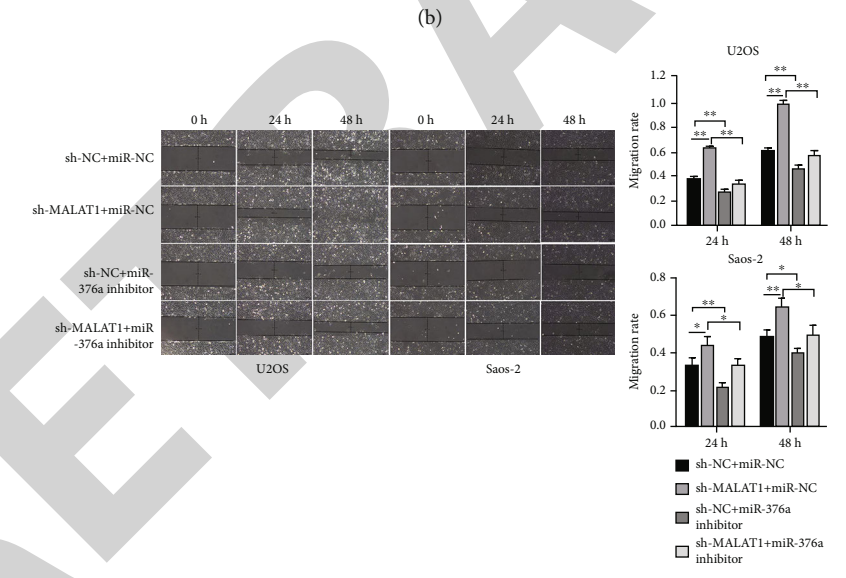 (b)
0 h 24 h 48 h 0 h 24 h 48 h
sh-NC+miR-NC
sh-MALAT1+miR-NC
sh-NC+miR-
376a inhibitor
sh-MALAT1+miR
-376a inhibitor
U2OS Saos-2
U2OS
Migration rate
1.2
1.0
0.8
0.6
0.4
0.2
0.0
** ** **
** ** **
24 h 48 h
Saos-2
Migration rate
0.8
0.6
0.4
0.2
0.0
* ** *
** * *
24 h 48 h
sh-NC+miR-NC
sh-MALAT1+miR-NC
sh-NC+miR-376a
inhibitor
sh-MALAT1+miR-376a
inhibitor